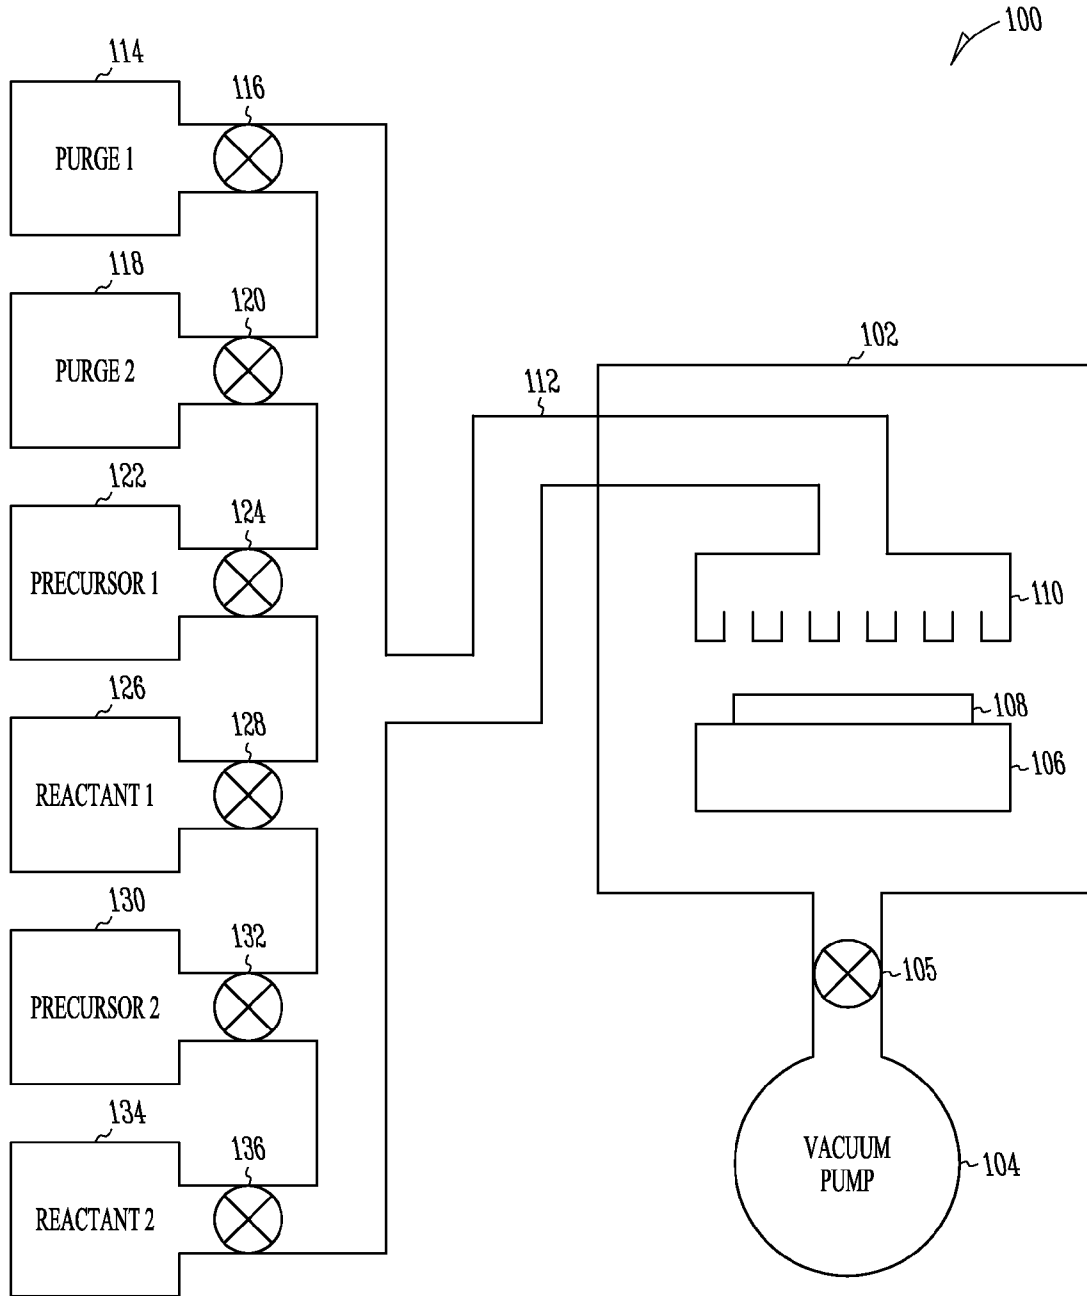 100
114
116
PURGE 1
118
120
PURGE 2
102
112
122
124
PRECURSOR 1
110
126
128
108
106
REACTANT 1
130
132
105
PRECURSOR 2
134
136
VACUUM
PUMP
104
REACTANT 2